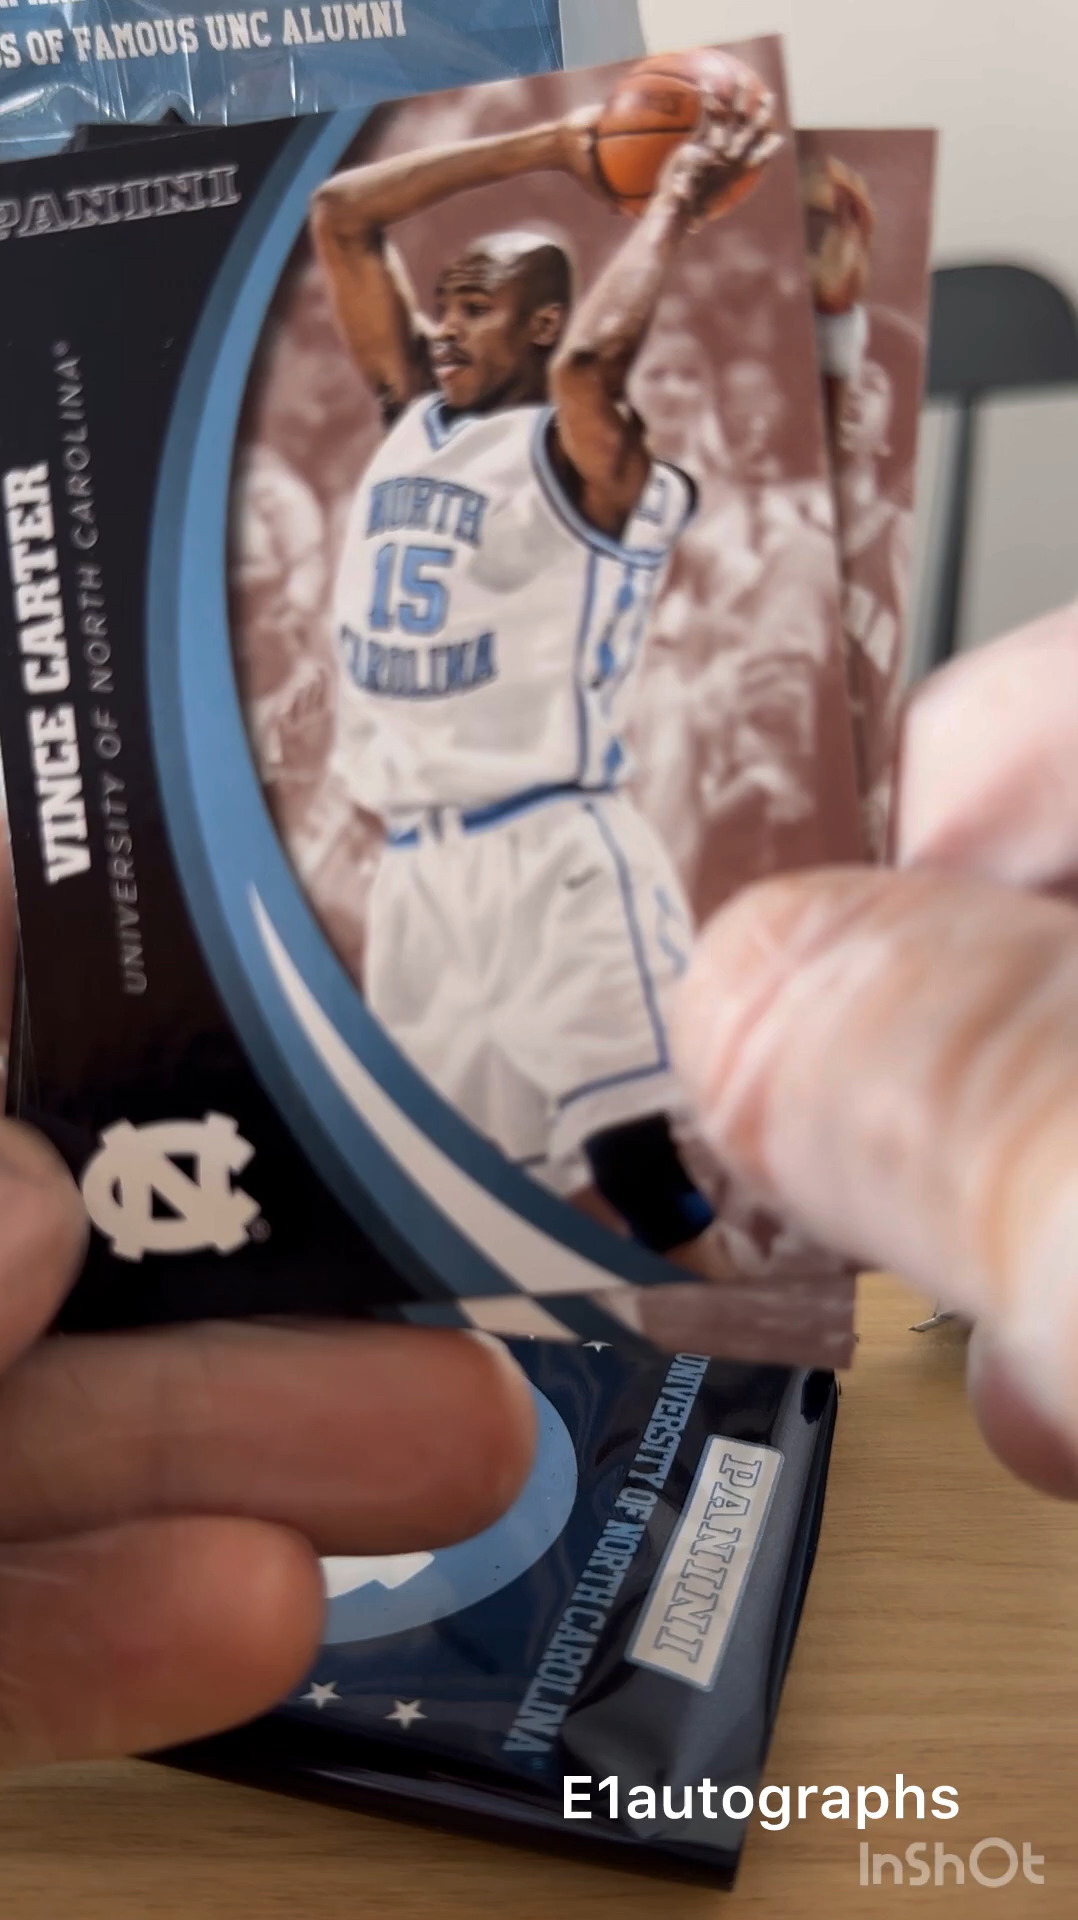 S OF FAMOUS UNC ALUMNI
PANINI
VINCE CARTER
UNIVERSITY OF NORTH CAROLINA®
NORTH
15
CAROLINA
NC
UNIVERSITY OF NORTH CAROLINA
PANINI
E1autographs
InShOt